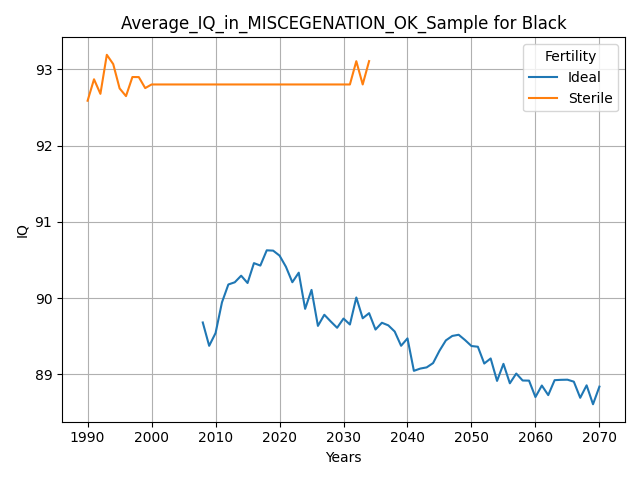 Average_IQ_in_MISCEGENATION_OK_Sample for Black
Fertility
Ideal
Sterile
93
92
91
90
89
IQ
1990 2000 2010 2020 2030 2040 2050 2060 2070
Years